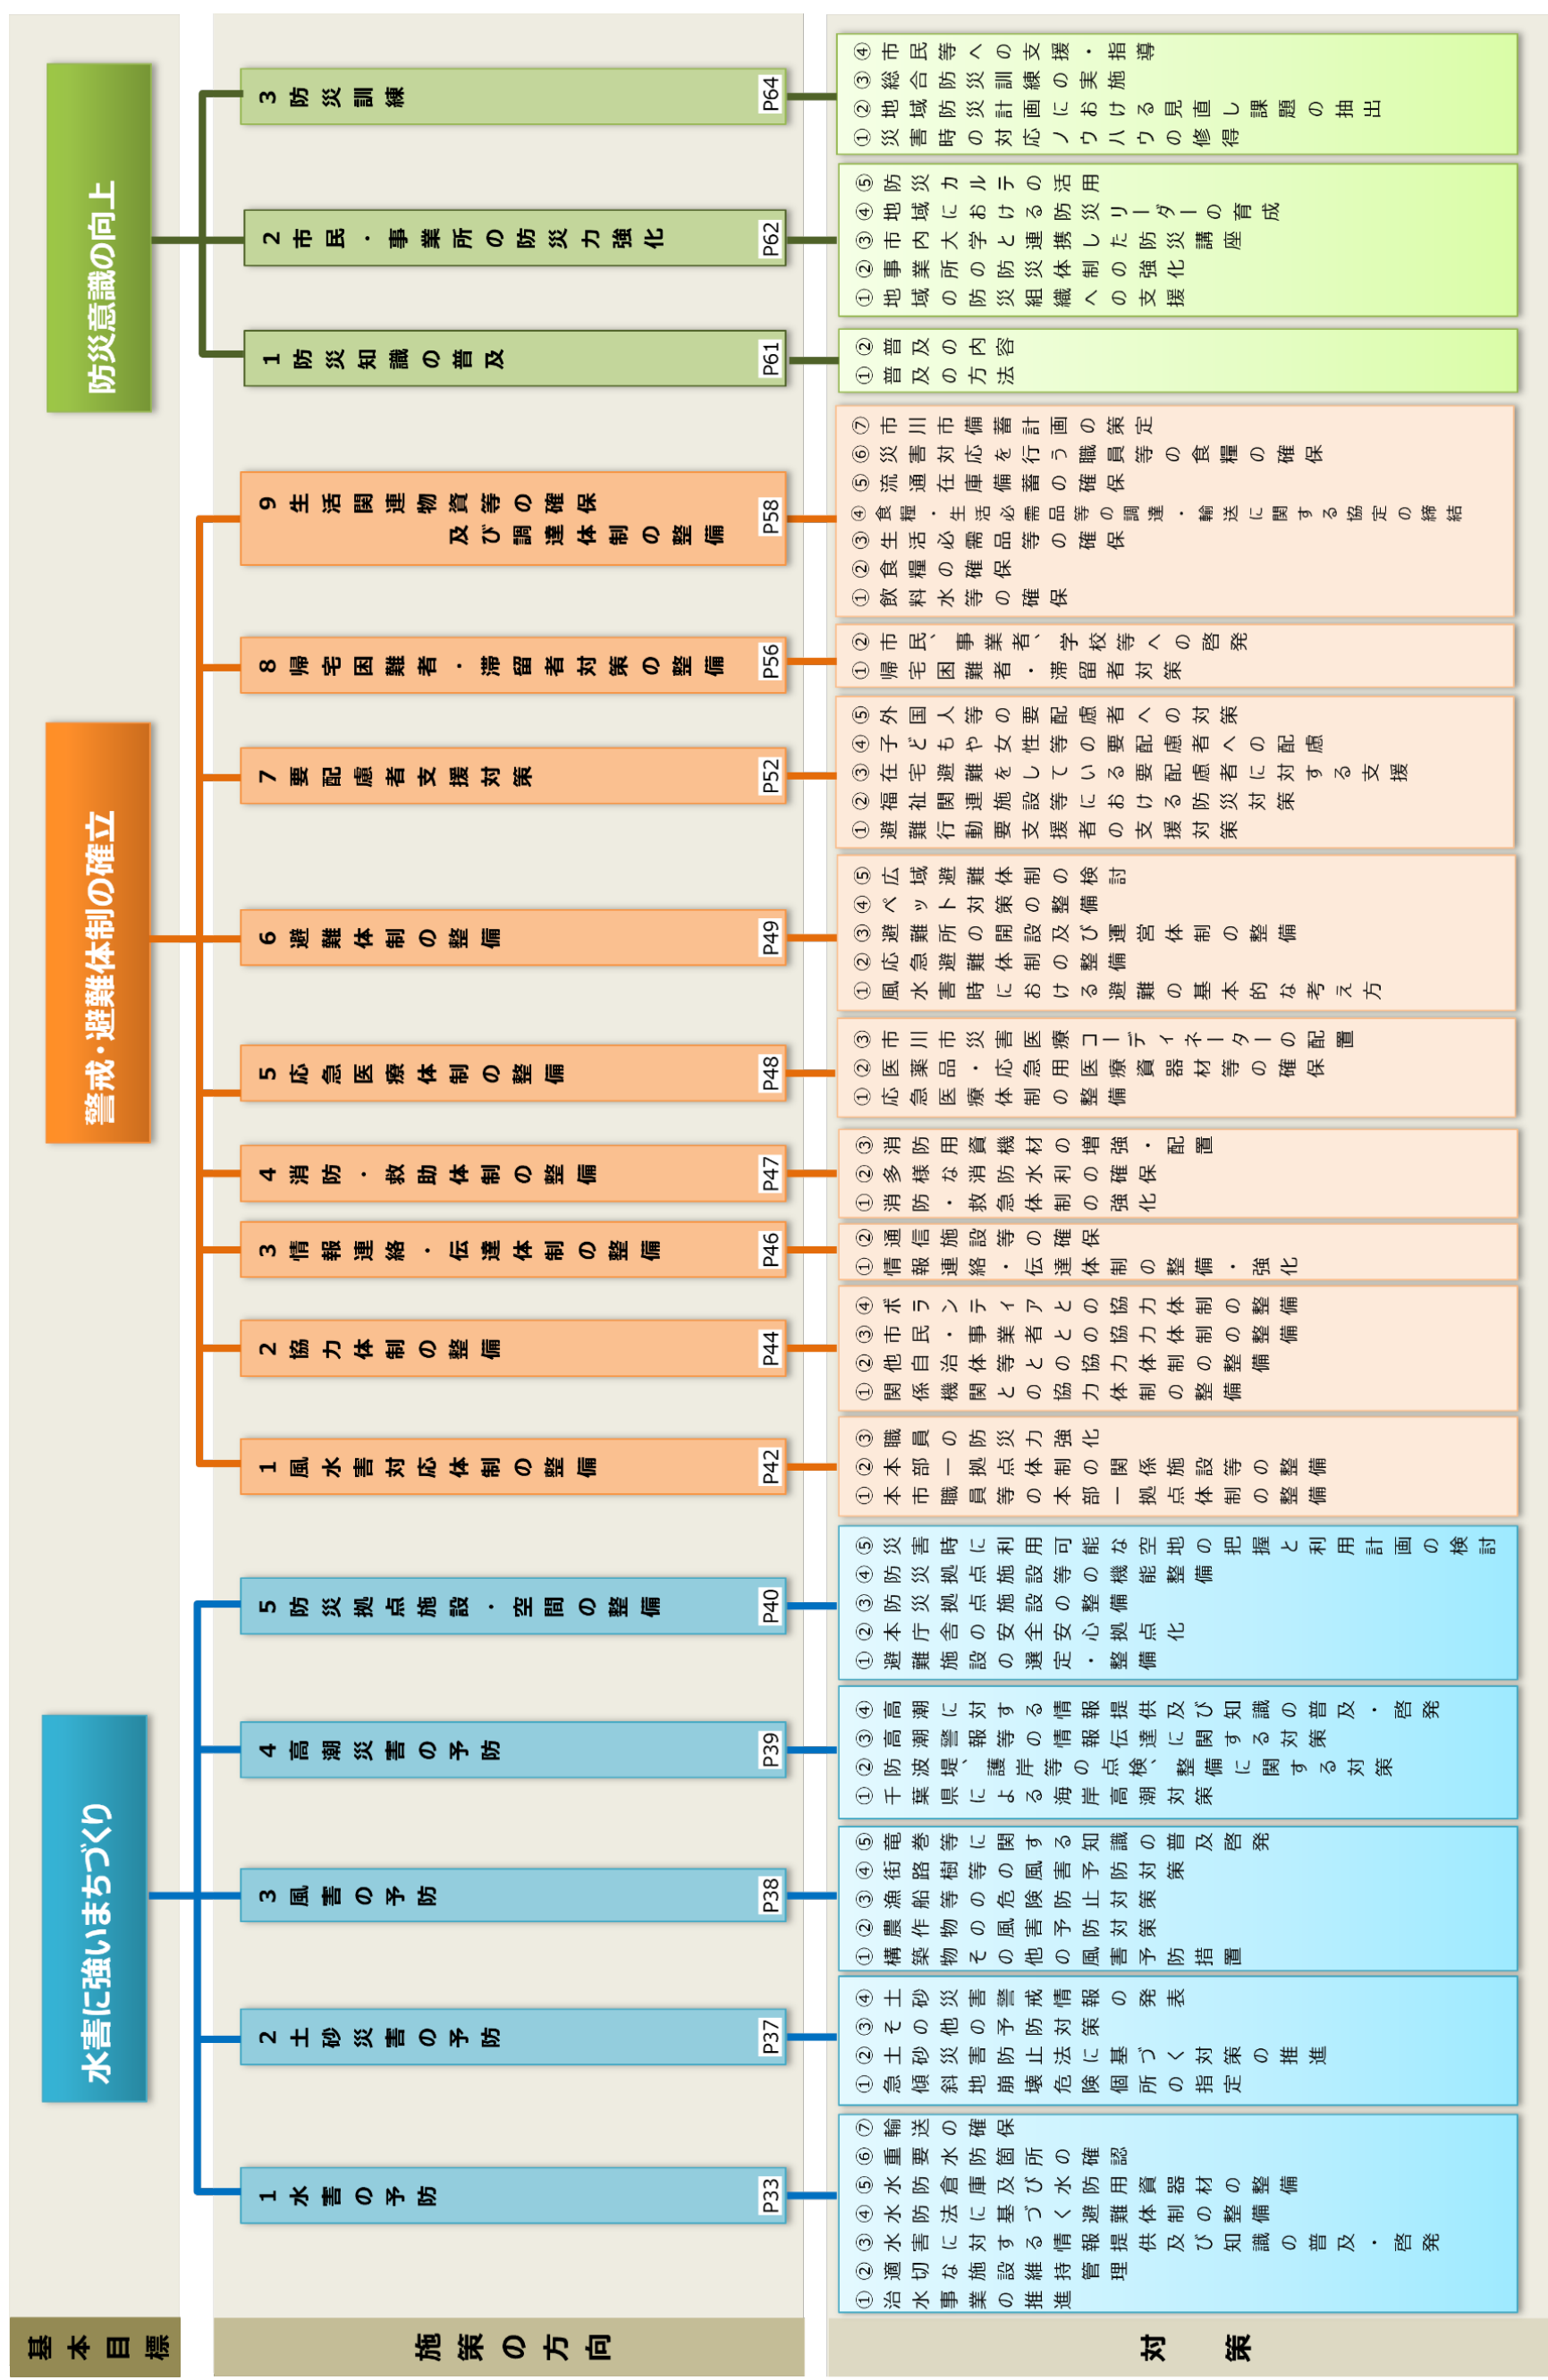 基本目標
施策の方向
対策
水害に強いまちづくり
1 水害の予防
P33
①治水事業の推進
②適切な施設維持管理
③水害に対する情報提供及び知識の普及・啓発
④水防法に基づく避難体制の整備
⑤水防倉庫及び水防用資器材の整備
⑥重要水防箇所の確認
⑦輸送の確保
2 土砂災害の予防
P37
①急傾斜地崩壊危険個所の指定
②土砂災害防止法に基づく対策の推進
③その他の予防対策
④土砂災害警戒情報の発表
3 風害の予防
P38
①構築物その他の風害予防措置
②農作物の風害予防対策
③漁船等の危険防止対策
④街路樹等の風害予防対策
⑤竜巻等に関する知識の普及啓発
4 高潮災害の予防
P39
①千葉県による海岸高潮対策
②防波堤、護岸等の点検、整備に関する対策
③高潮警報等の情報伝達に関する対策
④高潮に対する情報提供及び知識の普及・啓発
5 防災拠点施設・空間の整備
P40
①避難施設の選定・整備
②本庁舎の安全安心拠点化
③防災拠点施設の整備
④防災拠点施設等の機能整備
⑤災害時に利用可能な空地の把握と利用計画の検討
警戒・避難体制の確立
1 風水害対応体制の整備
P42
①本市職員等の本部ー拠点体制の整備
②本部ー拠点体制の関係施設等の整備
③職員の防災力強化
2 協力体制の整備
P44
①関係機関との協力体制の整備
②他自治体等との協力体制の整備
③市民・事業者との協力体制の整備
④ボランティアとの協力体制の整備
3 情報連絡・伝達体制の整備
P46
①情報連絡・伝達体制の整備・強化
②通信施設等の確保
4 消防・救助体制の整備
P47
①消防・救急体制の強化
②多様な消防水利の確保
③消防用資機材の増強・配置
5 応急医療体制の整備
P48
①応急医療体制の整備
②医薬品・応急用医療資器材等の確保
③市川市災害医療コーディネーターの配置
6 避難体制の整備
P49
①風水害時における避難の基本的な考え方
②応急避難体制の整備
③避難所の開設及び運営体制の整備
④ペット対策の整備
⑤広域避難体制の検討
7 要配慮者支援対策
P52
①避難行動要支援者の支援対策
②福祉関連施設等における防災対策
③在宅避難をしている要配慮者に対する支援
④子どもや女性等の要配慮者への配慮
⑤外国人等の要配慮者への対策
8 帰宅困難者・滞留者対策の整備
P56
①帰宅困難者・滞留者対策
②市民、事業者、学校等への啓発
9 生活関連物資等の確保
及び調達体制の整備
P58
①飲料水等の確保
②食糧の確保
③生活必需品等の確保
④食糧・生活必需品等の調達・輸送に関する協定の締結
⑤流通在庫備蓄の確保
⑥災害対応を行う職員等の食糧の確保
⑦市川市備蓄計画の策定
防災意識の向上
1 防災知識の普及
P61
①普及の方法
②普及の内容
2 市民・事業所の防災力強化
P62
①地域の防災組織への支援
②事業所の防災体制の強化
③市内大学と連携した防災講座
④地域における防災リーダーの育成
⑤防災カルテの活用
3 防災訓練
P64
①災害時の対応ノウハウの修得
②地域防災計画における見直し課題の抽出
③総合防災訓練の実施
④市民等への支援・指導